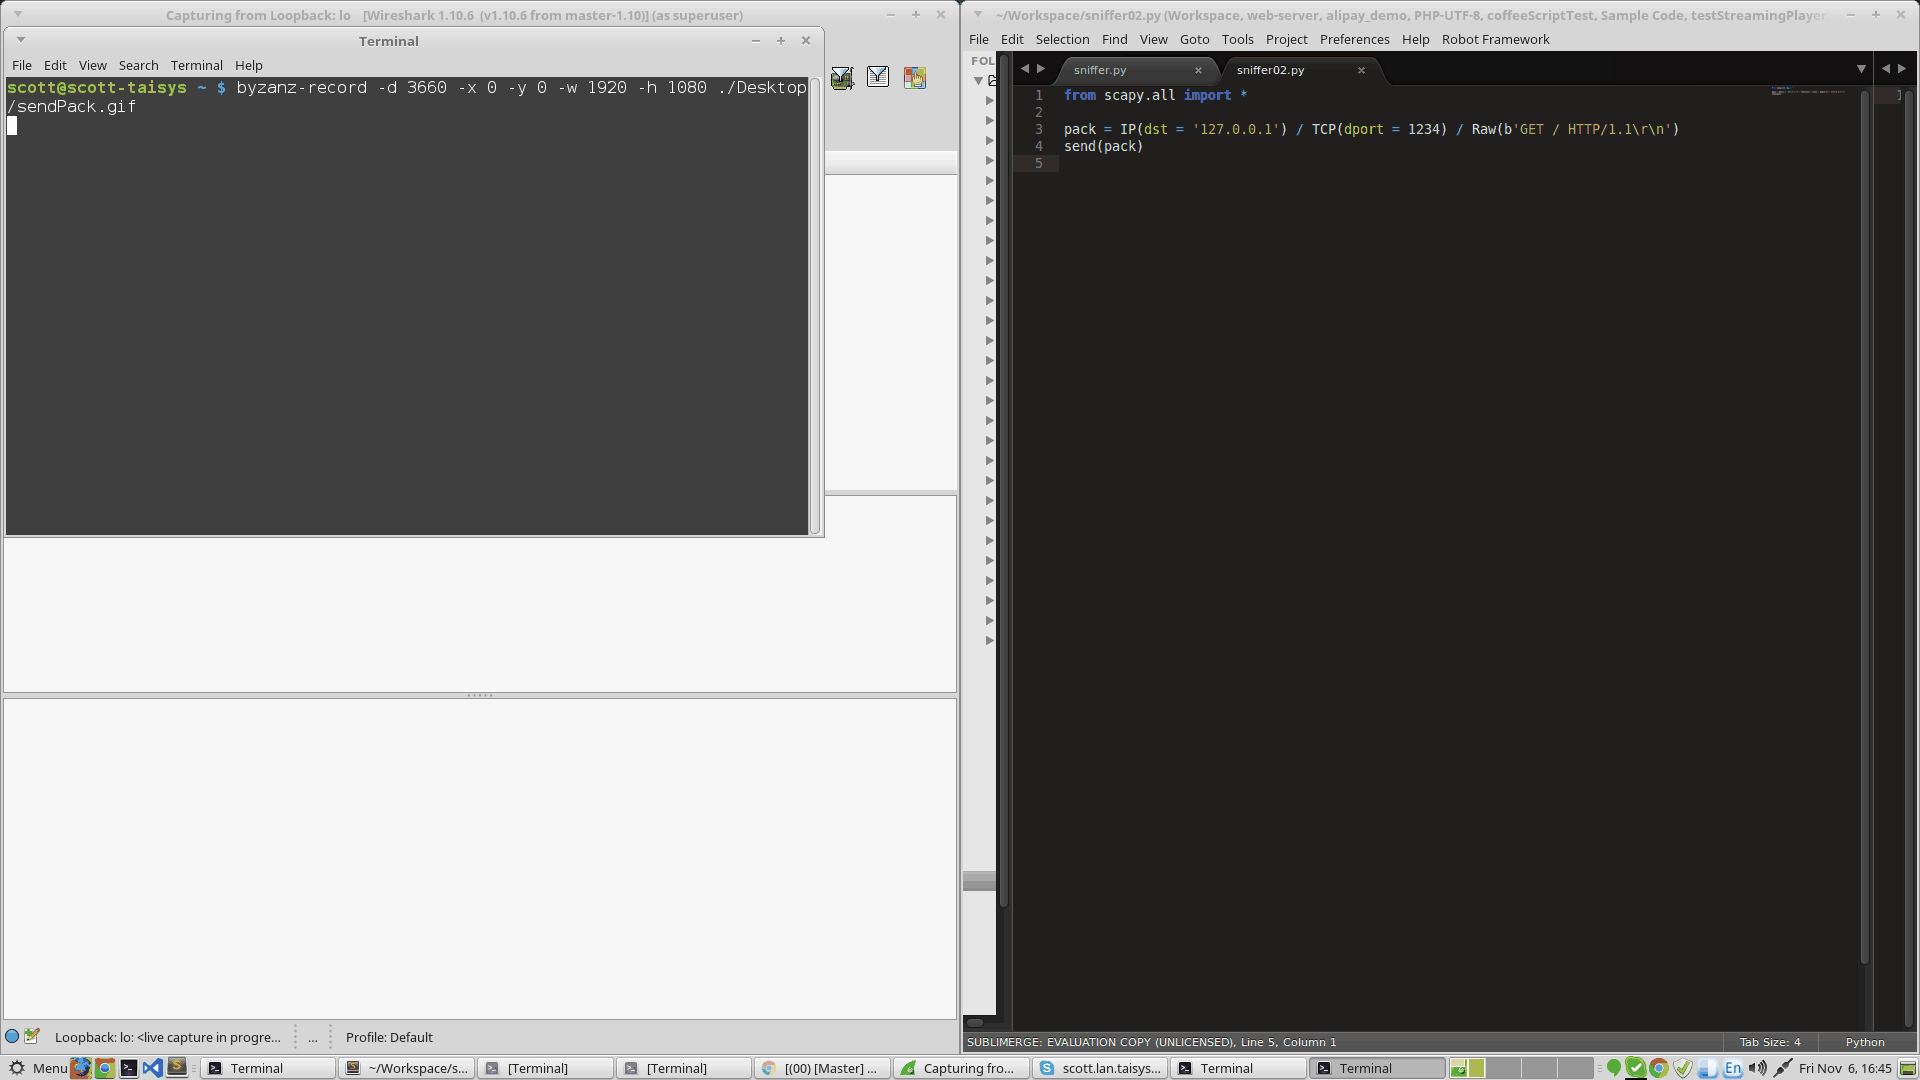 Capturing from Loopback: lo   [Wireshark 1.10.6  (v1.10.6 from master-1.10)] (as superuser)
Terminal
File Edit View Search Terminal Help
scott@scott-taisys ~ $ byzanz-record -d 3660 -x 0 -y 0 -w 1920 -h 1080 ./Desktop
/sendPack.gif
Loopback: lo: <live capture in progre... ... Profile: Default
~/Workspace/sniffer02.py (Workspace, web-server, alipay_demo, PHP-UTF-8, coffeeScriptTest, Sample Code, testStreamingPlayer
File Edit Selection Find View Goto Tools Project Preferences Help Robot Framework
FOL
sniffer.py × sniffer02.py ×
1 from scapy.all import *
2
3 pack = IP(dst = '127.0.0.1') / TCP(dport = 1234) / Raw(b'GET / HTTP/1.1\r\n')
4 send(pack)
5
1
SUBLIMERGE: EVALUATION COPY (UNLICENSED), Line 5, Column 1 Tab Size: 4 Python
Menu Terminal ~/Workspace/s... [Terminal] [Terminal] [(00) [Master] ... Capturing fro... scott.lan.taisys... Terminal Terminal En Fri Nov  6, 16:45